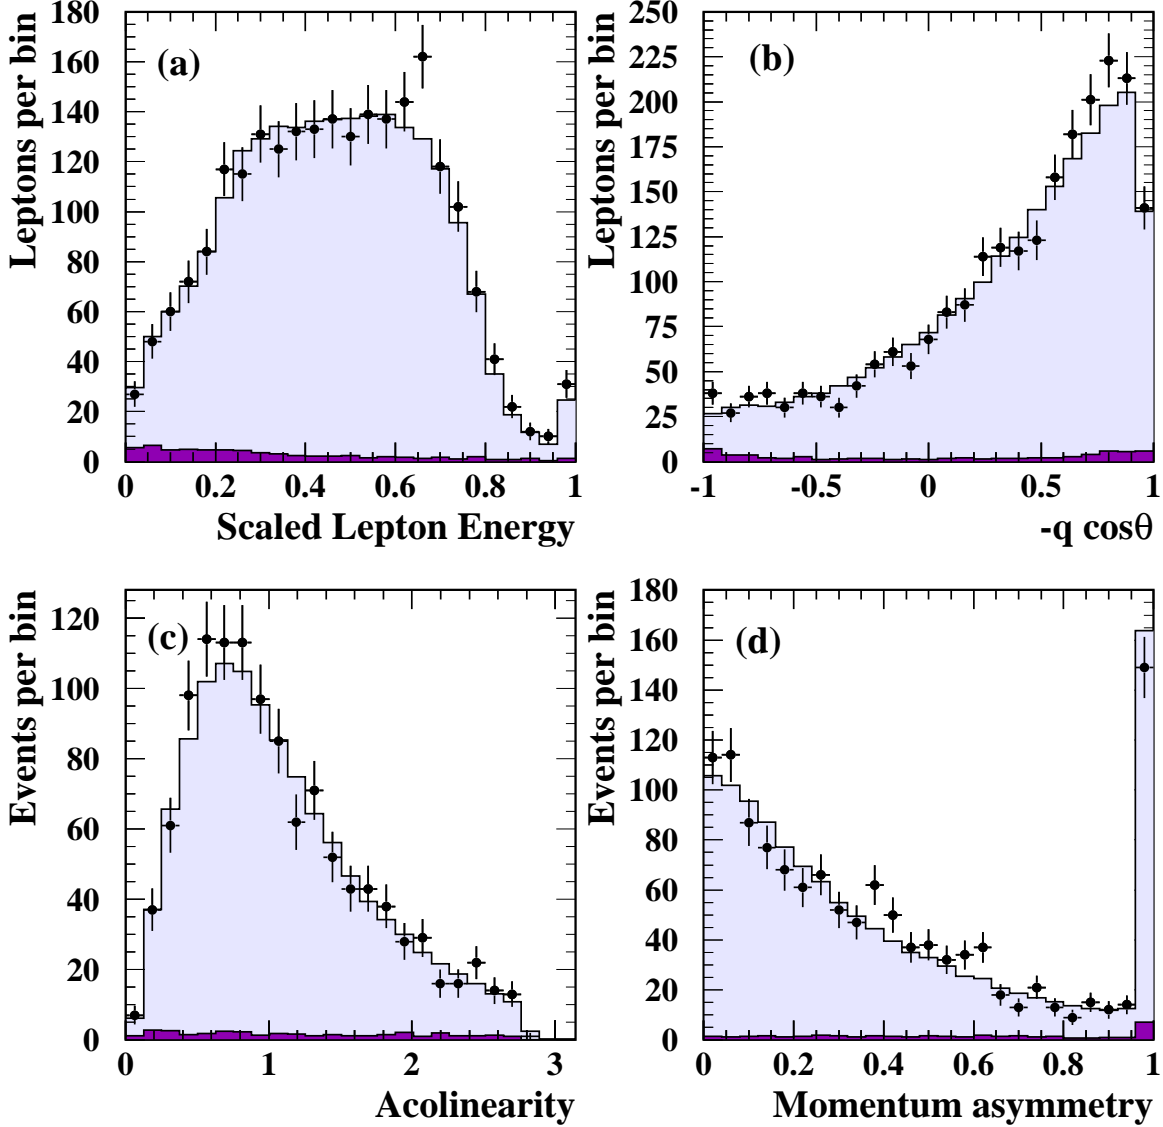 Leptons per bin
180
160
140
120
100
80
60
40
20
0
(a)
0 0.2 0.4 0.6 0.8 1
Scaled Lepton Energy
Leptons per bin
250
225
200
175
150
125
100
75
50
25
0
(b)
-1 -0.5 0 0.5 1
-q cosθ
Events per bin
120
100
80
60
40
20
0
(c)
0 1 2 3
Acolinearity
Events per bin
180
160
140
120
100
80
60
40
20
0
(d)
0 0.2 0.4 0.6 0.8 1
Momentum asymmetry